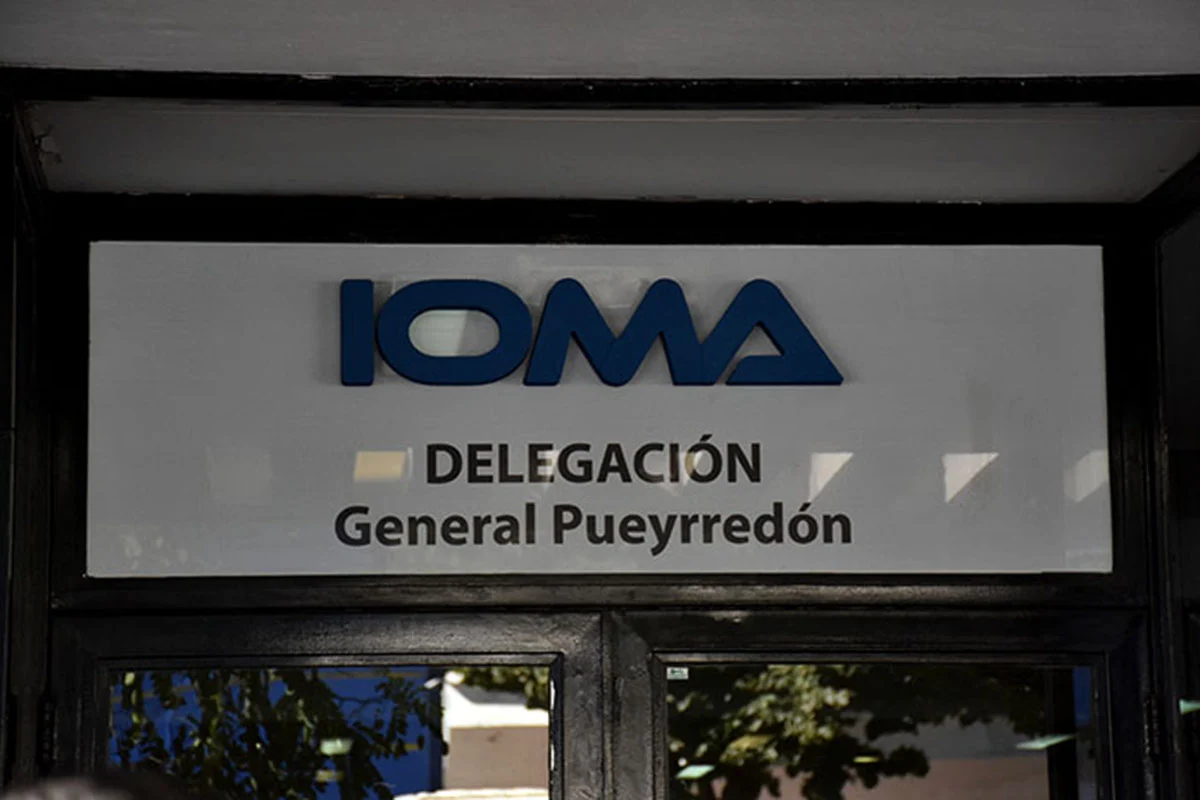 IOMA
DELEGACIÓN
General Pueyrredón